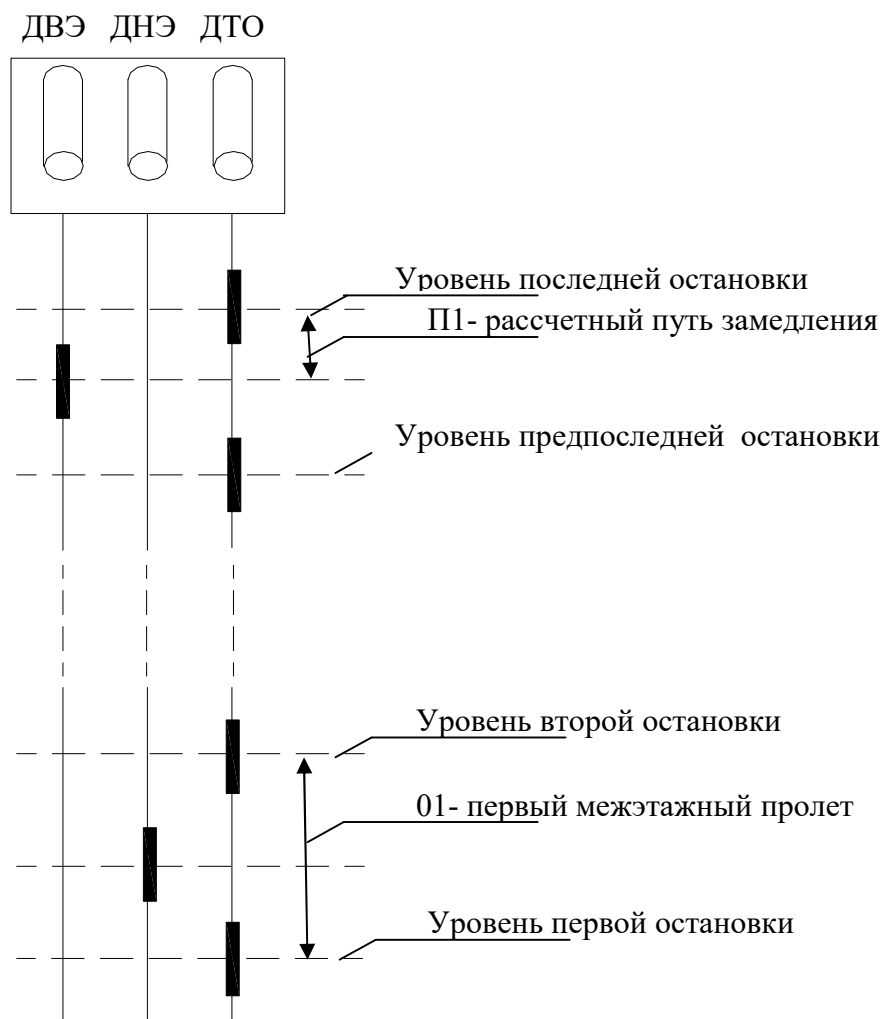 ДВЭ ДНЭ ДТО
Уровень последней остановки
П1- рассчетный путь замедления
Уровень предпоследней остановки
Уровень второй остановки
01- первый межэтажный пролет
Уровень первой остановки